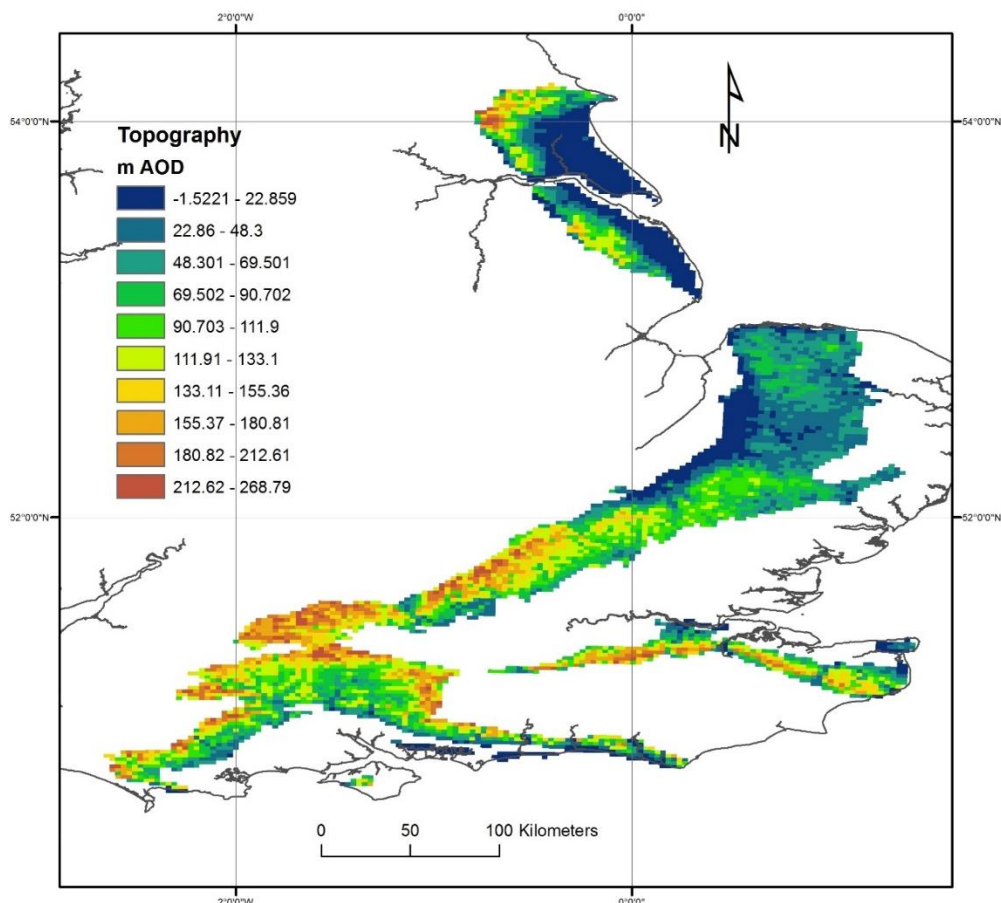 2°0'0"W 0°0'0"
54°0'0"N 54°0'0"N
N
Topography
m AOD
-1.5221 - 22.859
22.86 - 48.3
48.301 - 69.501
69.502 - 90.702
90.703 - 111.9
111.91 - 133.1
133.11 - 155.36
155.37 - 180.81
180.82 - 212.61
212.62 - 268.79
52°0'0"N 52°0'0"N
0 50 100 Kilometers
2°0'0"W 0°0'0"